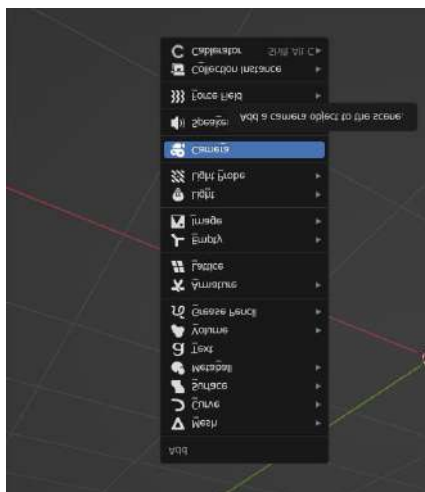 Cablerator Shift Alt C
Collection Instance
Force Field
Speaker
Add a camera object to the scene.
Camera
Light Probe
Light
Image
Empty
Lattice
Armature
Grease Pencil
Volume
Text
Metaball
Surface
Curve
Mesh
Add